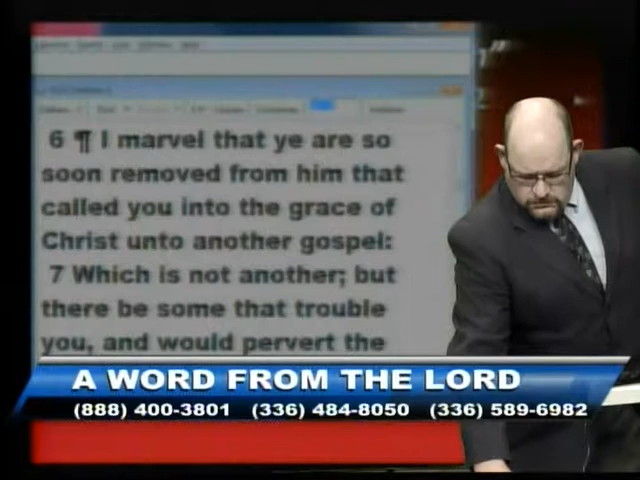 6 ¶ I marvel that ye are so
soon removed from him that
called you into the grace of
Christ unto another gospel:
7 Which is not another; but
there be some that trouble
you, and would pervert the
A WORD FROM THE LORD
(888) 400-3801 (336) 484-8050 (336) 589-6982